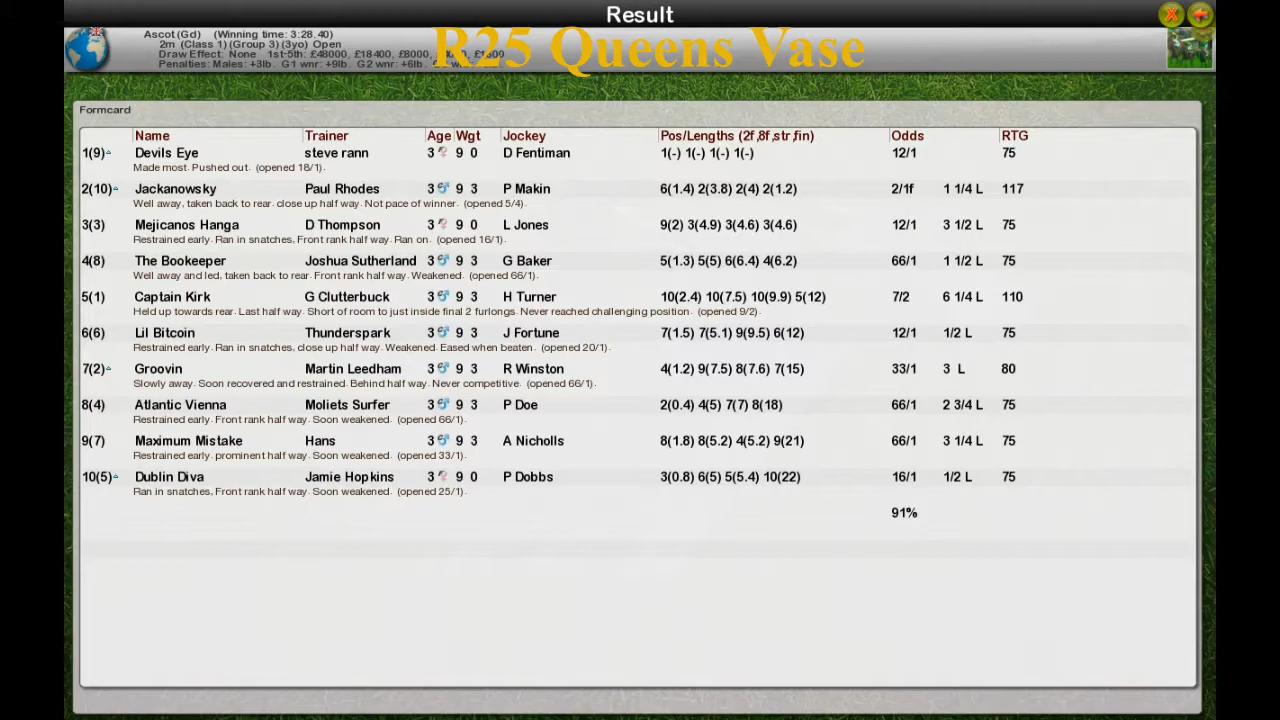 Result
Ascot (Gd) (Winning time: 3:28.40)
2m (Class 1) (Group 3) (3yo) Open
Draw Effect: None 1st-5th: £48000, £18400, £8000,
Penalties: Males: +3lb. G1 wnr: +9lb. G2 wnr: +6lb.
R25 Queens Vase
Formcard
Name Trainer Age Wgt Jockey Pos/Lengths (2f,8f,str,fin) Odds RTG
1(9) Devils Eye steve rann 3 9 0 D Fentiman 1(-) 1(-) 1(-) 1(-) 12/1 75
Made most. Pushed out. (opened 18/1).
2(10) Jackanowsky Paul Rhodes 3 9 3 P Makin 6(1.4) 2(3.8) 2(4) 2(1.2) 2/1f 1 1/4 L 117
Well away, taken back to rear. close up half way. Not pace of winner. (opened 5/4).
3(3) Mejicanos Hanga D Thompson 3 9 0 L Jones 9(2) 3(4.9) 3(4.6) 3(4.6) 12/1 3 1/2 L 75
Restrained early. Ran in snatches, Front rank half way. Ran on. (opened 16/1).
4(8) The Bookeeper Joshua Sutherland 3 9 3 G Baker 5(1.3) 5(5) 6(6.4) 4(6.2) 66/1 1 1/2 L 75
Well away and led, taken back to rear. Front rank half way. Weakened. (opened 66/1).
5(1) Captain Kirk G Clutterbuck 3 9 3 H Turner 10(2.4) 10(7.5) 10(9.9) 5(12) 7/2 6 1/4 L 110
Held up towards rear. Last half way. Short of room to just inside final 2 furlongs. Never reached challenging position. (opened 9/2).
6(6) Lil Bitcoin Thunderspark 3 9 3 J Fortune 7(1.5) 7(5.1) 9(9.5) 6(12) 12/1 1/2 L 75
Restrained early. Ran in snatches, close up half way. Weakened. Eased when beaten. (opened 20/1).
7(2) Groovin Martin Leedham 3 9 3 R Winston 4(1.2) 9(7.5) 8(7.6) 7(15) 33/1 3 L 80
Slowly away. Soon recovered and restrained. Behind half way. Never competitive. (opened 66/1).
8(4) Atlantic Vienna Moliets Surfer 3 9 3 P Doe 2(0.4) 4(5) 7(7) 8(18) 66/1 2 3/4 L 75
Restrained early. Front rank half way. Soon weakened. (opened 66/1).
9(7) Maximum Mistake Hans 3 9 3 A Nicholls 8(1.8) 8(5.2) 4(5.2) 9(21) 66/1 3 1/4 L 75
Restrained early. prominent half way. Soon weakened. (opened 33/1).
10(5) Dublin Diva Jamie Hopkins 3 9 0 P Dobbs 3(0.8) 6(5) 5(5.4) 10(22) 16/1 1/2 L 75
Ran in snatches, Front rank half way. Soon weakened. (opened 25/1).
91%